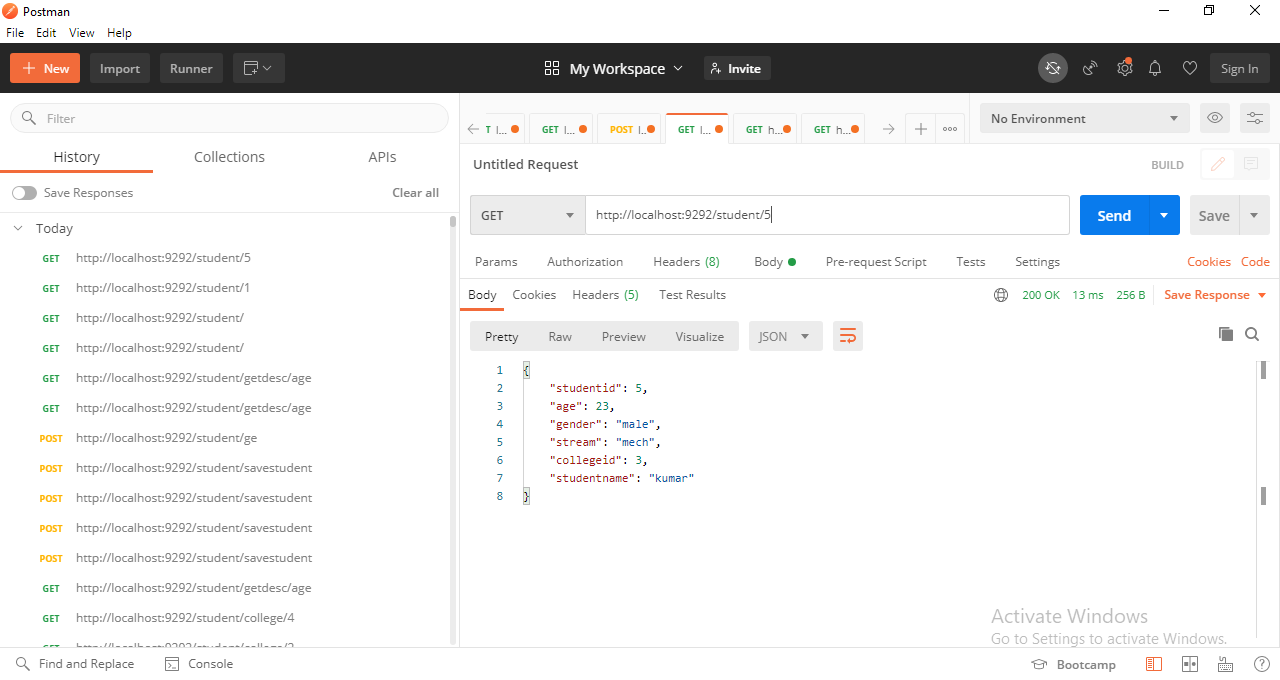 Postman
File Edit View Help
New Import Runner My Workspace Invite Sign In
Filter
History Collections APIs
Save Responses Clear all
Today
GET http://localhost:9292/student/5
GET http://localhost:9292/student/1
GET http://localhost:9292/student/
GET http://localhost:9292/student/
GET http://localhost:9292/student/getdesc/age
GET http://localhost:9292/student/getdesc/age
POST http://localhost:9292/student/ge
POST http://localhost:9292/student/savestudent
POST http://localhost:9292/student/savestudent
POST http://localhost:9292/student/savestudent
POST http://localhost:9292/student/savestudent
GET http://localhost:9292/student/getdesc/age
GET http://localhost:9292/student/college/4
T l... GET l... POST l.. GET l... GET h... GET h...
No Environment
Untitled Request BUILD
GET http://localhost:9292/student/5 Send Save
Params Authorization Headers (8) Body Pre-request Script Tests Settings Cookies Code
Body Cookies Headers (5) Test Results 200 OK 13 ms 256 B Save Response
Pretty Raw Preview Visualize JSON
1 {
2 "studentid": 5,
3 "age": 23,
4 "gender": "male",
5 "stream": "mech",
6 "collegeid": 3,
7 "studentname": "kumar"
8 }
Activate Windows
Go to Settings to activate Windows.
Find and Replace Console Bootcamp